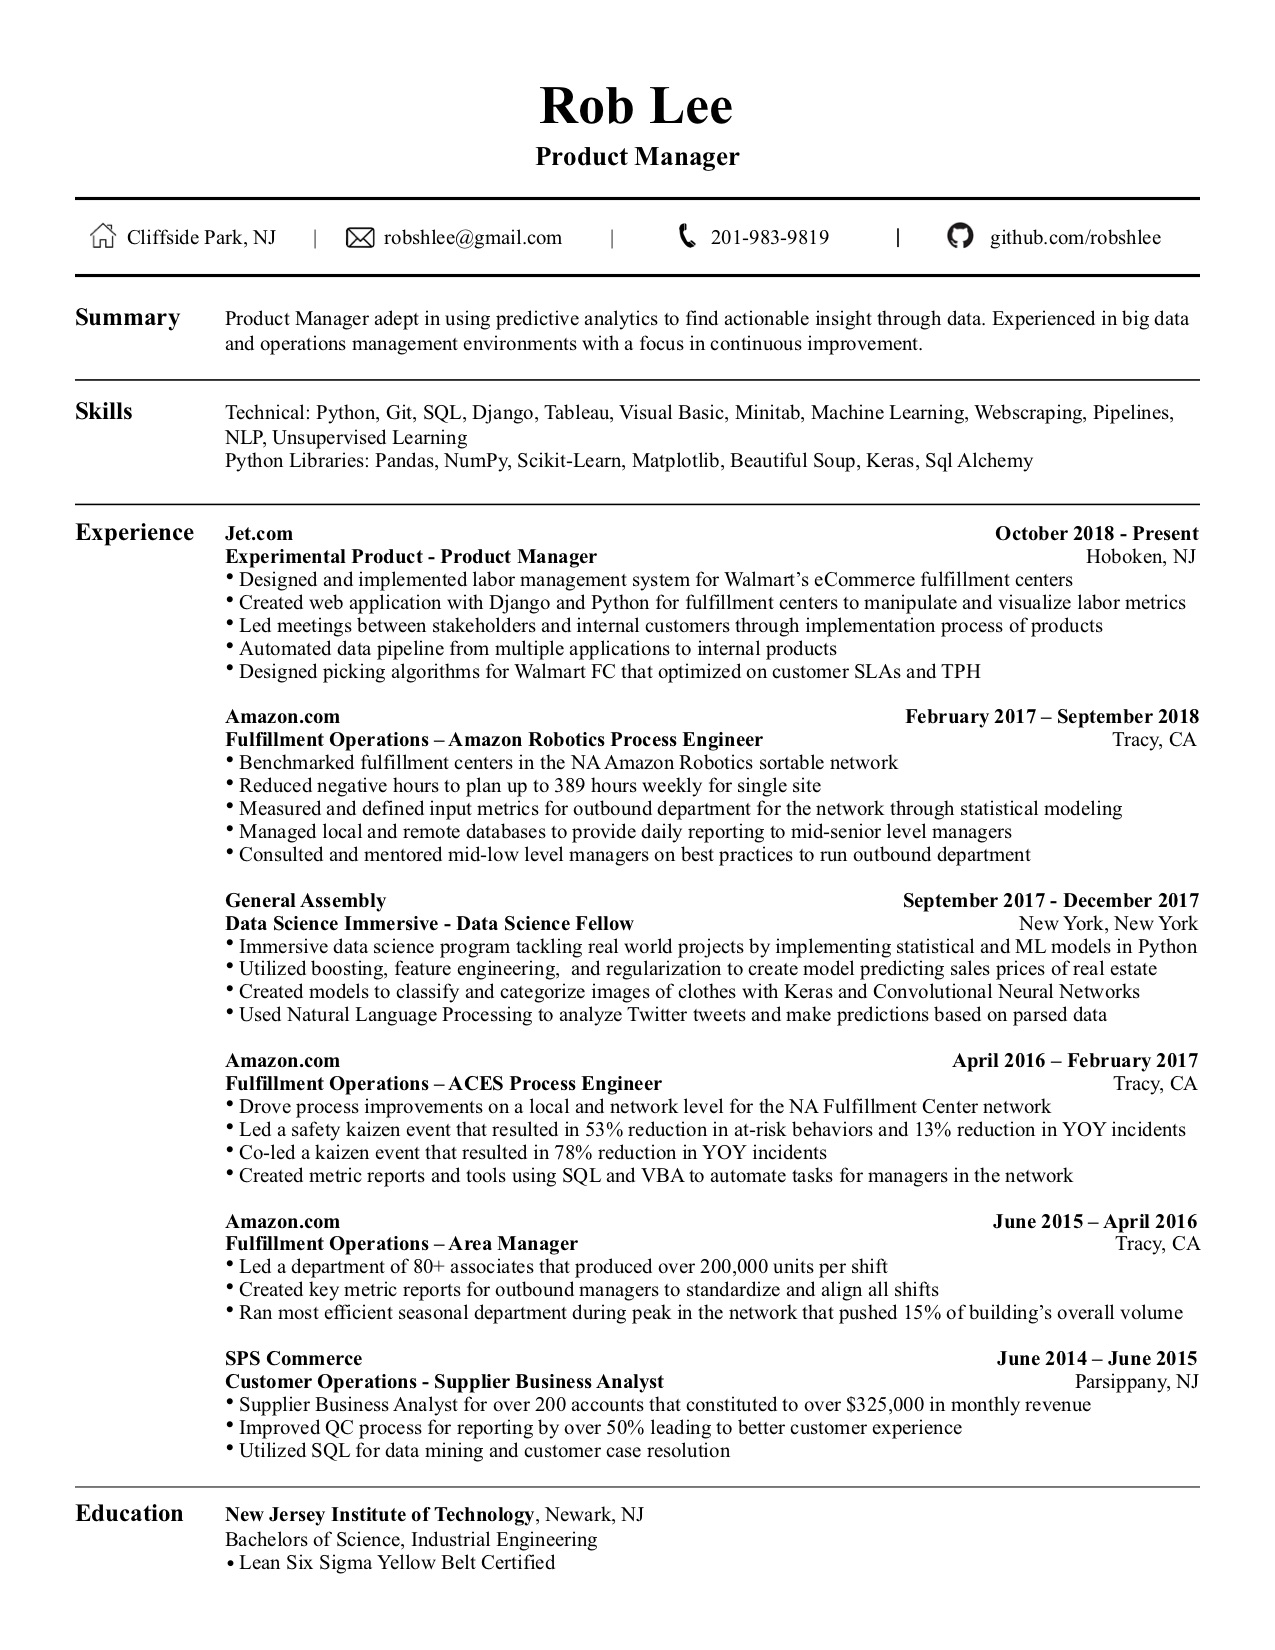 Rob Lee
Product Manager
Cliffside Park, NJ | robshlee@gmail.com | 201-983-9819 | github.com/robshlee
Summary
Product Manager adept in using predictive analytics to find actionable insight through data. Experienced in big data
and operations management environments with a focus in continuous improvement.
Skills
Technical: Python, Git, SQL, Django, Tableau, Visual Basic, Minitab, Machine Learning, Webscraping, Pipelines,
NLP, Unsupervised Learning
Python Libraries: Pandas, NumPy, Scikit-Learn, Matplotlib, Beautiful Soup, Keras, Sql Alchemy
Experience
Jet.com October 2018 - Present
Experimental Product - Product Manager Hoboken, NJ
• Designed and implemented labor management system for Walmart’s eCommerce fulfillment centers
• Created web application with Django and Python for fulfillment centers to manipulate and visualize labor metrics
• Led meetings between stakeholders and internal customers through implementation process of products
• Automated data pipeline from multiple applications to internal products
• Designed picking algorithms for Walmart FC that optimized on customer SLAs and TPH
Amazon.com February 2017 – September 2018
Fulfillment Operations – Amazon Robotics Process Engineer Tracy, CA
• Benchmarked fulfillment centers in the NA Amazon Robotics sortable network
• Reduced negative hours to plan up to 389 hours weekly for single site
• Measured and defined input metrics for outbound department for the network through statistical modeling
• Managed local and remote databases to provide daily reporting to mid-senior level managers
• Consulted and mentored mid-low level managers on best practices to run outbound department
General Assembly September 2017 - December 2017
Data Science Immersive - Data Science Fellow New York, New York
• Immersive data science program tackling real world projects by implementing statistical and ML models in Python
• Utilized boosting, feature engineering,  and regularization to create model predicting sales prices of real estate
• Created models to classify and categorize images of clothes with Keras and Convolutional Neural Networks
• Used Natural Language Processing to analyze Twitter tweets and make predictions based on parsed data
Amazon.com April 2016 – February 2017
Fulfillment Operations – ACES Process Engineer Tracy, CA
• Drove process improvements on a local and network level for the NA Fulfillment Center network
• Led a safety kaizen event that resulted in 53% reduction in at-risk behaviors and 13% reduction in YOY incidents
• Co-led a kaizen event that resulted in 78% reduction in YOY incidents
• Created metric reports and tools using SQL and VBA to automate tasks for managers in the network
Amazon.com June 2015 – April 2016
Fulfillment Operations – Area Manager Tracy, CA
• Led a department of 80+ associates that produced over 200,000 units per shift
• Created key metric reports for outbound managers to standardize and align all shifts
• Ran most efficient seasonal department during peak in the network that pushed 15% of building’s overall volume
SPS Commerce June 2014 – June 2015
Customer Operations - Supplier Business Analyst Parsippany, NJ
• Supplier Business Analyst for over 200 accounts that constituted to over $325,000 in monthly revenue
• Improved QC process for reporting by over 50% leading to better customer experience
• Utilized SQL for data mining and customer case resolution
Education
New Jersey Institute of Technology, Newark, NJ
Bachelors of Science, Industrial Engineering
• Lean Six Sigma Yellow Belt Certified